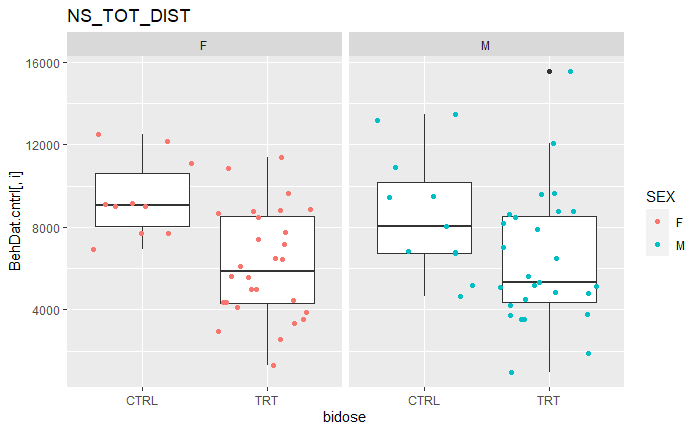 NS_TOT_DIST
F
M
16000
12000
8000
4000
BehDat.cntrl[, i]
CTRL
TRT
CTRL
TRT
bidose
SEX
F
M